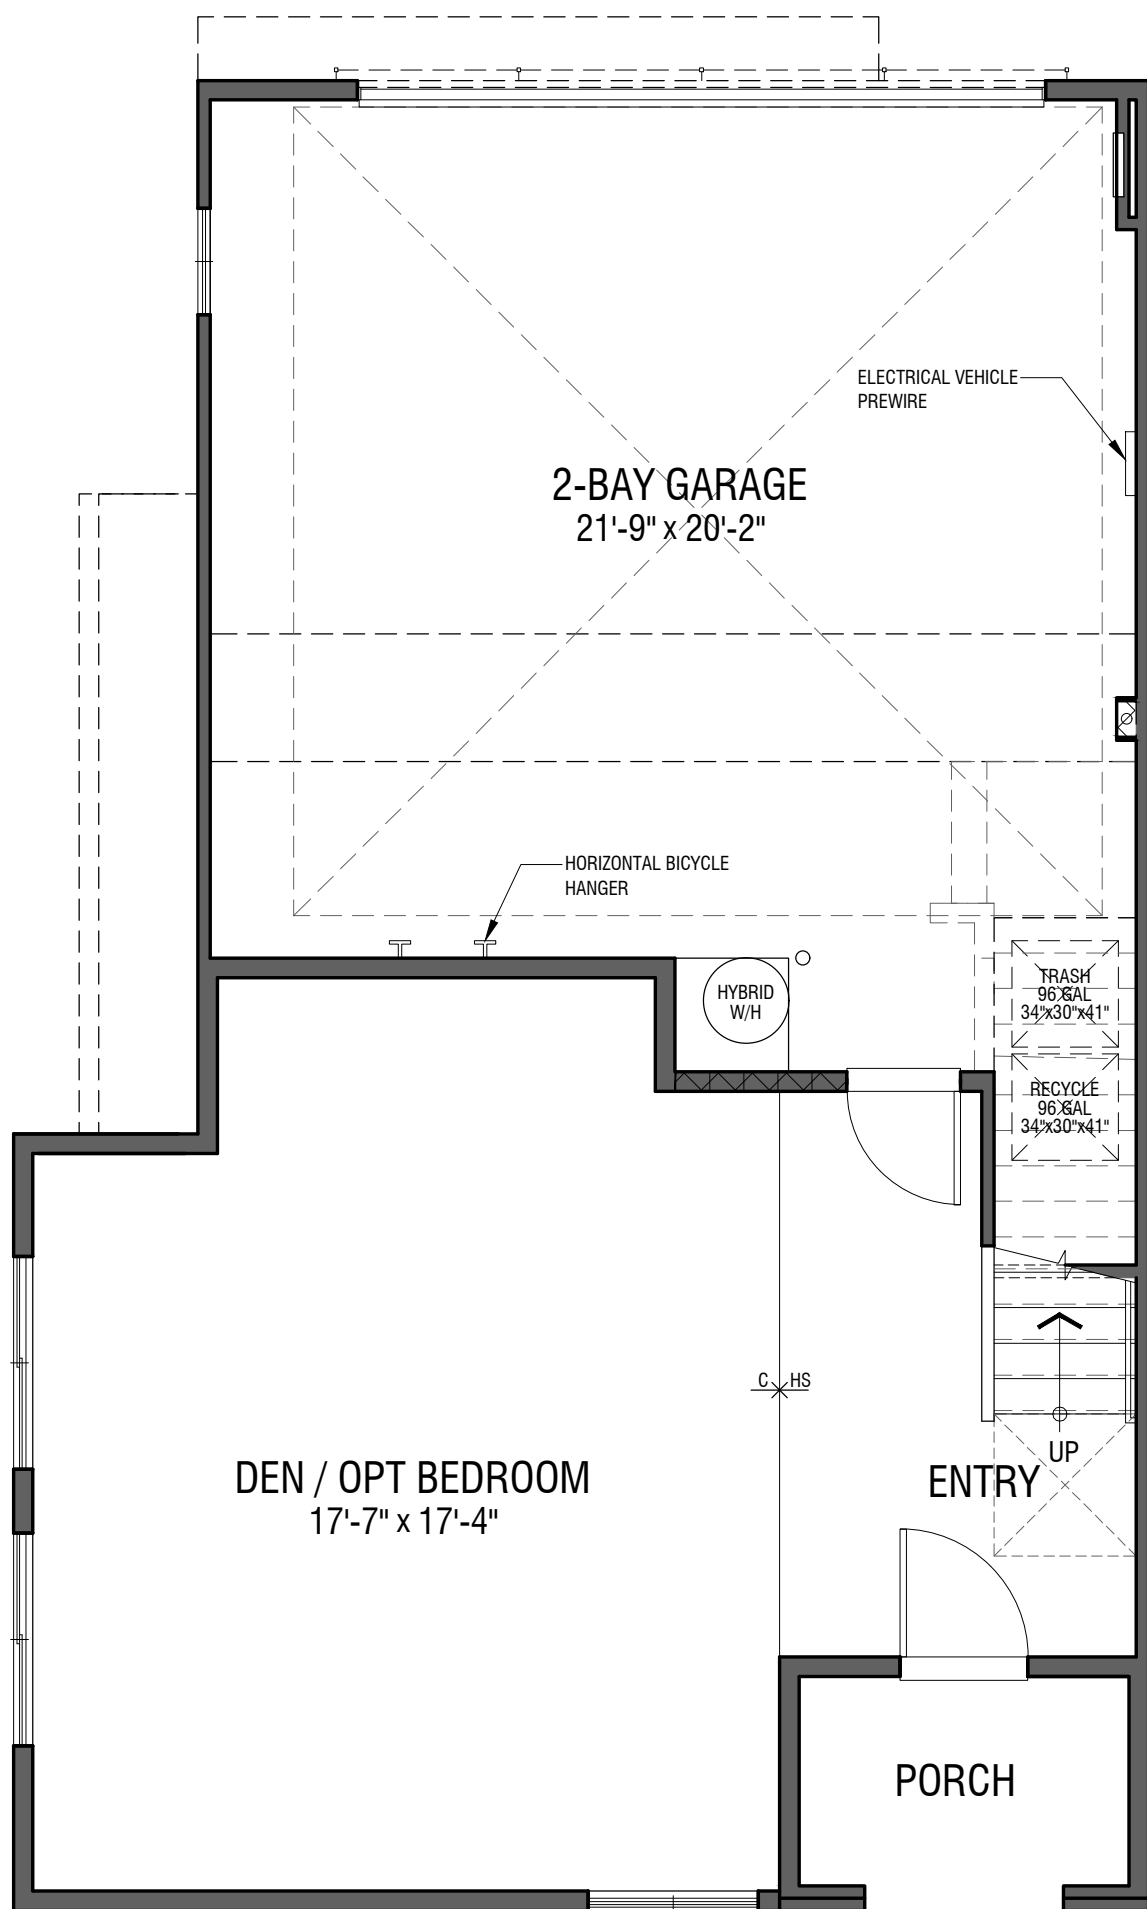 ELECTRICAL VEHICLE
PREWIRE
2-BAY GARAGE
21'-9" x 20'-2"
HORIZONTAL BICYCLE
HANGER
HYBRID
W/H
TRASH
96 GAL
34"x30"x41"
RECYCLE
96 GAL
34"x30"x41"
C HS
UP
DEN / OPT BEDROOM
17'-7" x 17'-4"
ENTRY
PORCH